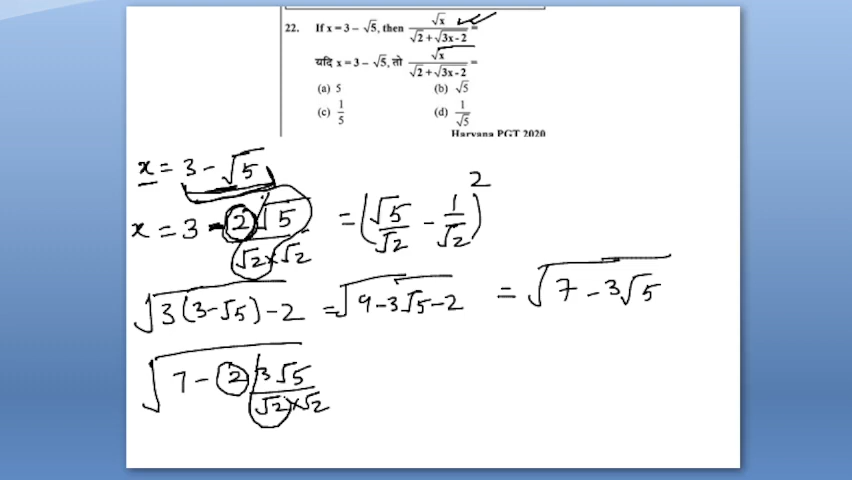 22. If x = 3 – √5, then √x / (√2 + √(3x - 2)) =
यदि x = 3 – √5, तो √x / (√2 + √(3x - 2)) =
(a) 5 (b) √5
(c) 1/5 (d) 1/√5
Haryana PGT 2020
x = 3 - √5
x = 3 - 2√5 / (√2 × √2) = (√5/√2 - 1/√2)²
√(3(3-√5) - 2) = √(9-3√5-2) = √(7 - 3√5)
√(7 - 2 3√5 / (√2 × √2))